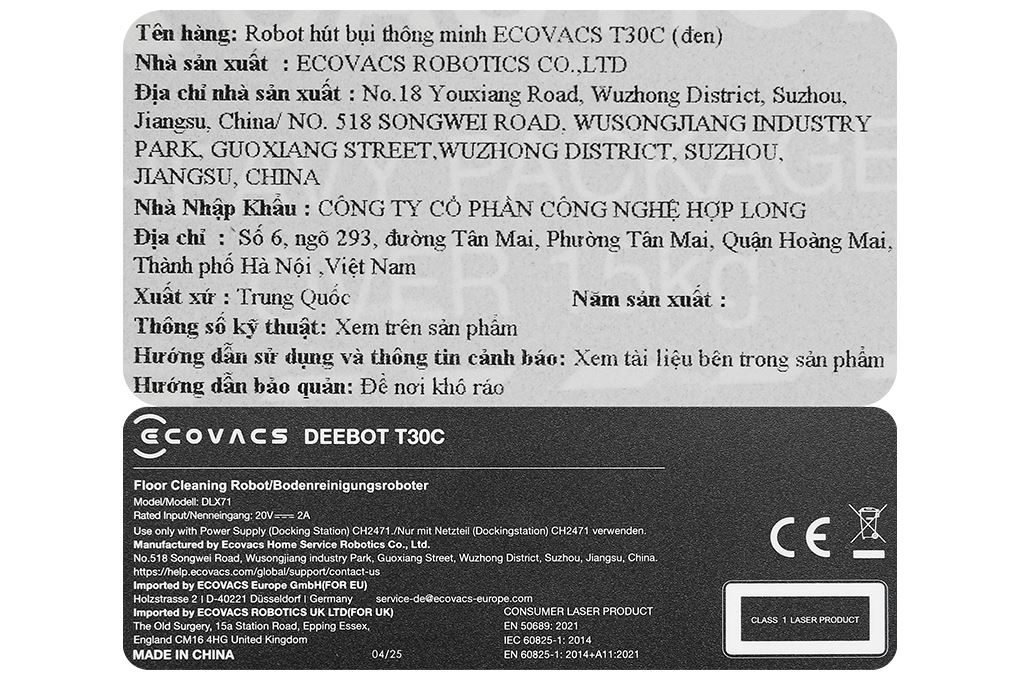 Tên hàng: Robot hút bụi thông minh ECOVACS T30C (đen)
Nhà sản xuất : ECOVACS ROBOTICS CO.,LTD
Địa chỉ nhà sản xuất : No.18 Youxiang Road, Wuzhong District, Suzhou,
Jiangsu, China/ NO. 518 SONGWEI ROAD, WUSONGJIANG INDUSTRY
PARK, GUOXIANG STREET,WUZHONG DISTRICT, SUZHOU,
JIANGSU, CHINA
Nhà Nhập Khẩu : CÔNG TY CỔ PHẦN CÔNG NGHỆ HỢP LONG
Địa chỉ : Số 6, ngõ 293, đường Tân Mai, Phường Tân Mai, Quận Hoàng Mai,
Thành phố Hà Nội ,Việt Nam
Xuất xứ : Trung Quốc Năm sản xuất :
Thông số kỹ thuật: Xem trên sản phẩm
Hướng dẫn sử dụng và thông tin cảnh báo: Xem tài liệu bên trong sản phẩm
Hướng dẫn bảo quản: Để nơi khô ráo
ECOVACS DEEBOT T30C
Floor Cleaning Robot/Bodenreinigungsroboter
Model/Modell: DLX71
Rated Input/Nenneingang: 20V⎓ 2A
Use only with Power Supply (Docking Station) CH2471./Nur mit Netzteil (Dockingstation) CH2471 verwenden.
Manufactured by Ecovacs Home Service Robotics Co., Ltd.
No.518 Songwei Road, Wusongjiang industry Park, Guoxiang Street, Wuzhong District, Suzhou, Jiangsu, China.
https://help.ecovacs.com/global/support/contact-us
Imported by ECOVACS Europe GmbH(FOR EU)
Holzstrasse 2 I D-40221 Düsseldorf | Germany service-de@ecovacs-europe.com
Imported by ECOVACS ROBOTICS UK LTD(FOR UK)
The Old Surgery, 15a Station Road, Epping Essex,
England CM16 4HG United Kingdom
MADE IN CHINA 04/25
CONSUMER LASER PRODUCT
EN 50689: 2021
IEC 60825-1: 2014
EN 60825-1: 2014+A11:2021
CE
CLASS 1 LASER PRODUCT